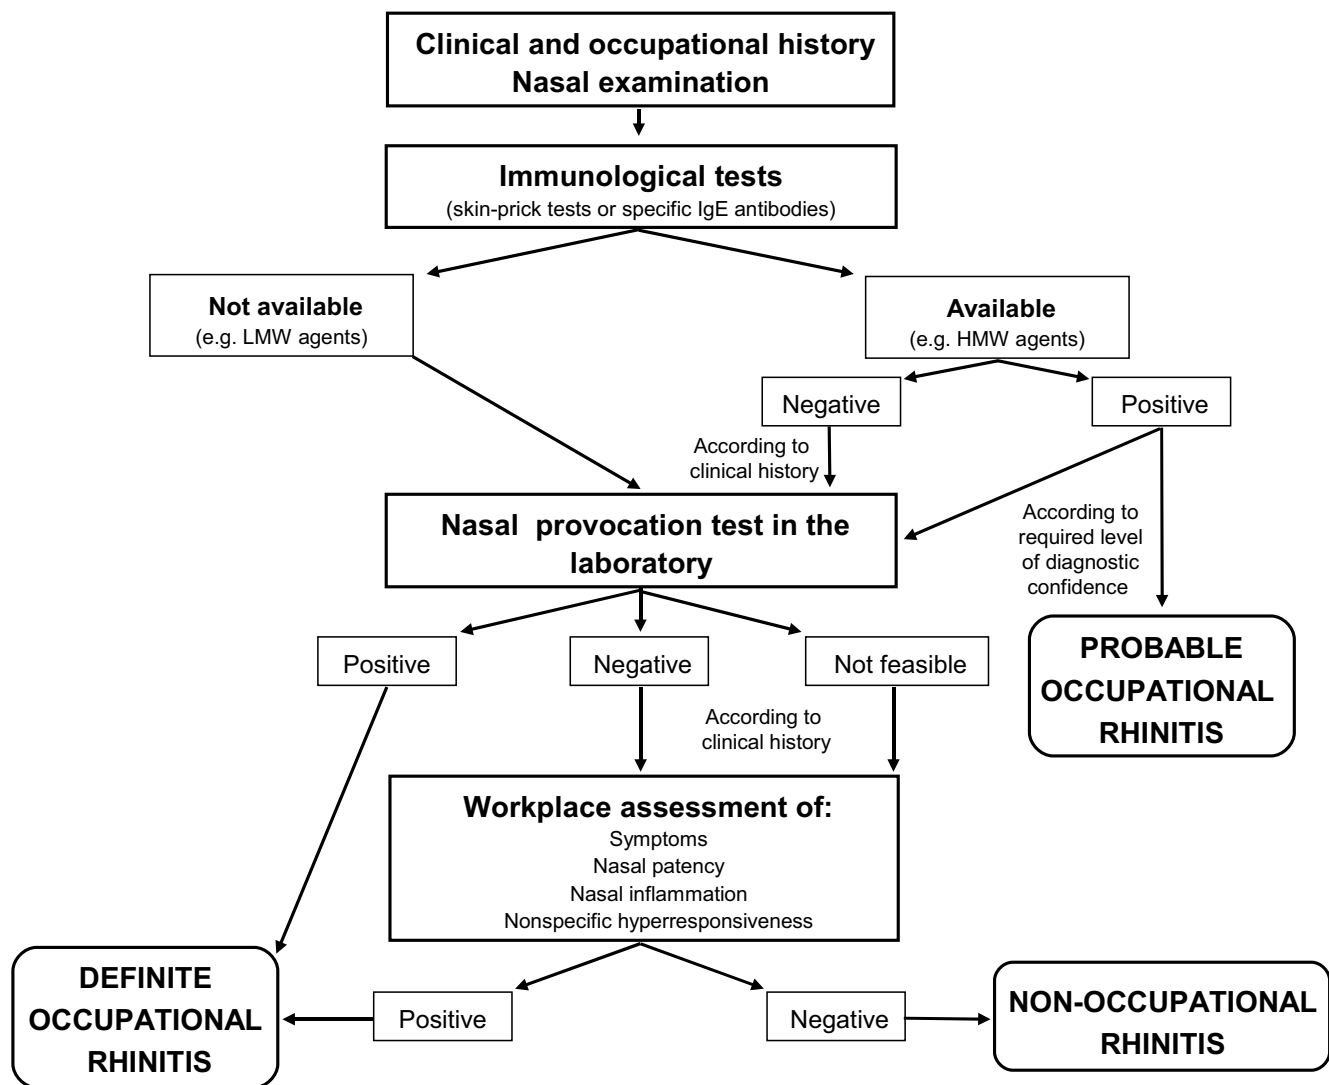 Clinical and occupational history
Nasal examination
Immunological tests
(skin-prick tests or specific IgE antibodies)
Not available
(e.g. LMW agents)
Available
(e.g. HMW agents)
Negative
Positive
According to
clinical history
Nasal provocation test in the
laboratory
According to
required level
of diagnostic
confidence
Positive
Negative
Not feasible
PROBABLE
OCCUPATIONAL
RHINITIS
According to
clinical history
Workplace assessment of:
Symptoms
Nasal patency
Nasal inflammation
Nonspecific hyperresponsiveness
DEFINITE
OCCUPATIONAL
RHINITIS
Positive
Negative
NON-OCCUPATIONAL
RHINITIS